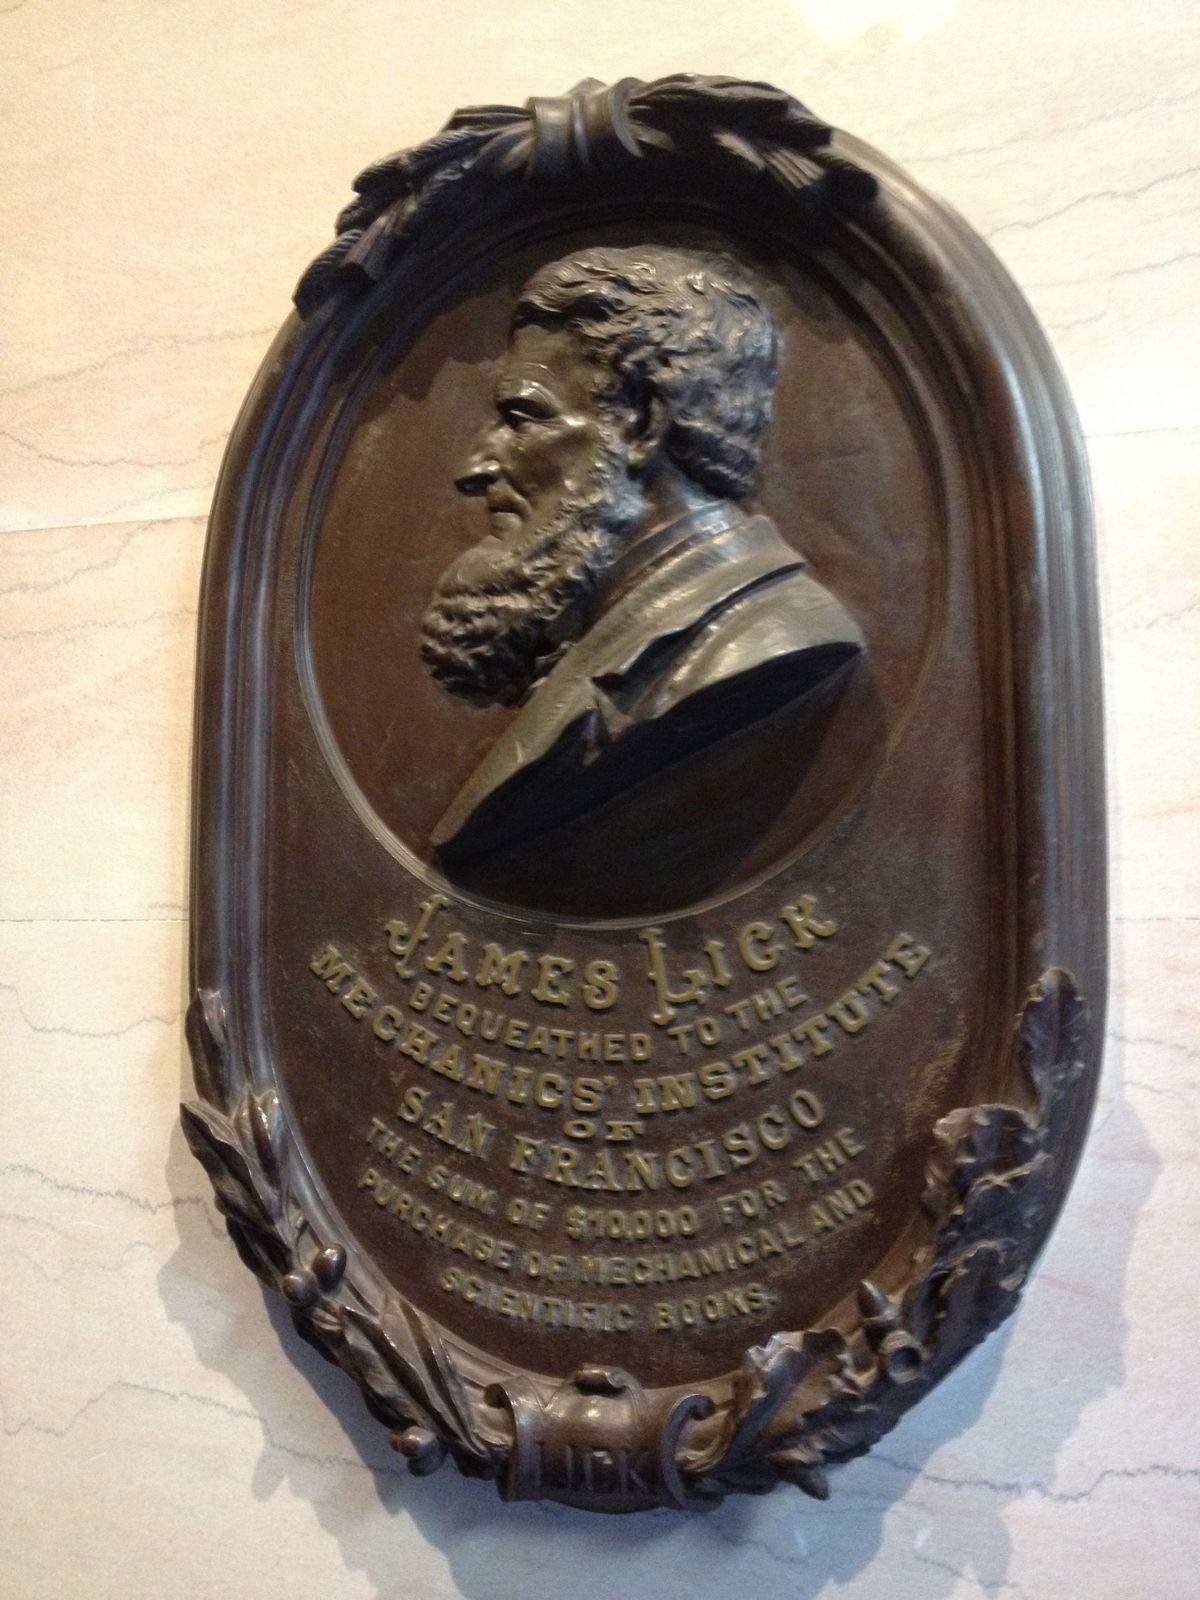 JAMES LICK
BEQUEATHED TO THE
MECHANICS' INSTITUTE
OF
SAN FRANCISCO
THE SUM OF $10,000 FOR THE
PURCHASE OF MECHANICAL AND
SCIENTIFIC BOOKS.
LICK